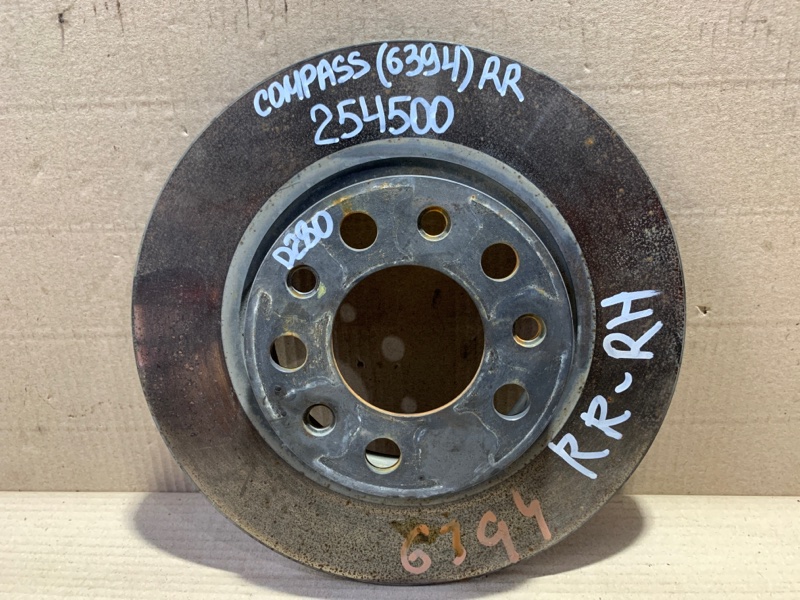 COMPASS (6394) RR
254500
D280
RR-RH
6394